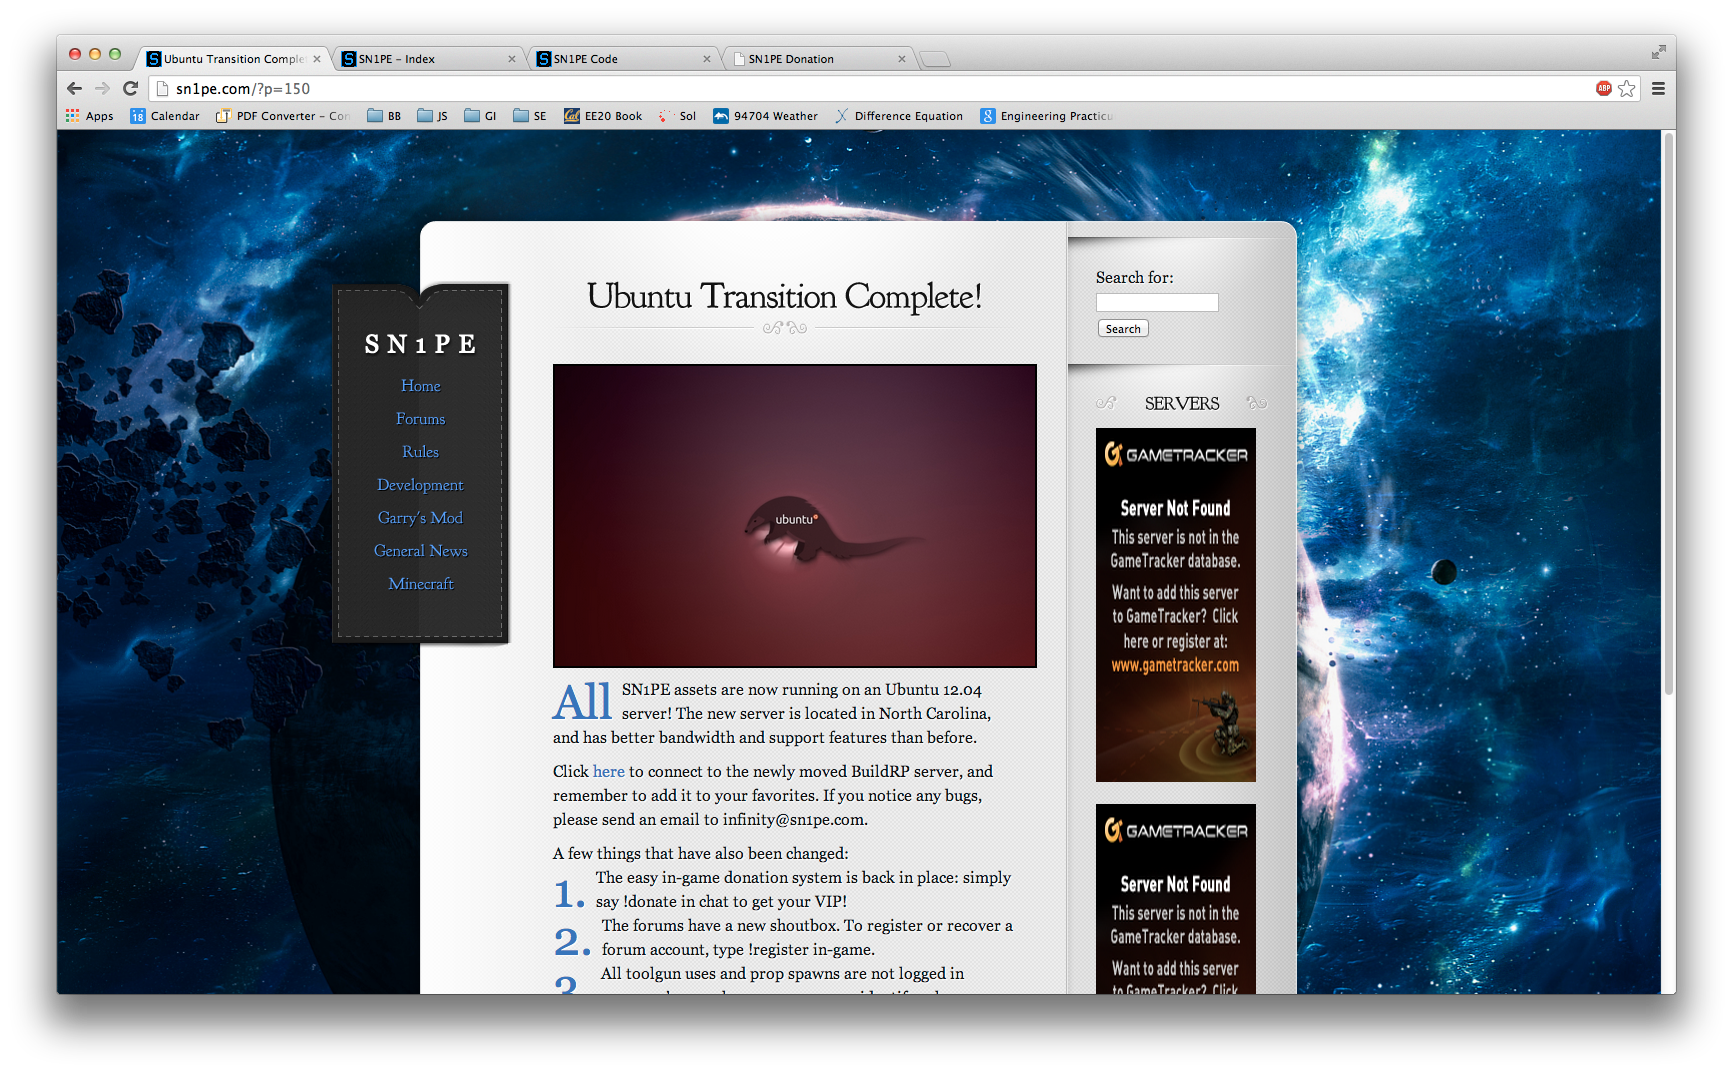 Ubuntu Transition Comple
SN1PE - Index
SN1PE Code
SN1PE Donation
sn1pe.com/?p=150
ABP
Apps
18 Calendar
PDF Converter - Con
BB
JS
GI
SE
Cal EE20 Book
Sol
94704 Weather
Difference Equation
g Engineering Practicu
SN1PE
Home
Forums
Rules
Development
Garry's Mod
General News
Minecraft
Ubuntu Transition Complete!
ubuntu
All SN1PE assets are now running on an Ubuntu 12.04
server! The new server is located in North Carolina,
and has better bandwidth and support features than before.
Click here to connect to the newly moved BuildRP server, and
remember to add it to your favorites. If you notice any bugs,
please send an email to infinity@sn1pe.com.
A few things that have also been changed:
1. The easy in-game donation system is back in place: simply
say !donate in chat to get your VIP!
2. The forums have a new shoutbox. To register or recover a
forum account, type !register in-game.
3. All toolgun uses and prop spawns are not logged in
Search for:
Search
SERVERS
GAMETRACKER
Server Not Found
This server is not in the
GameTracker database.
Want to add this server
to GameTracker? Click
here or register at:
www.gametracker.com
GAMETRACKER
Server Not Found
This server is not in the
GameTracker database.
Want to add this server
to GameTracker? Click